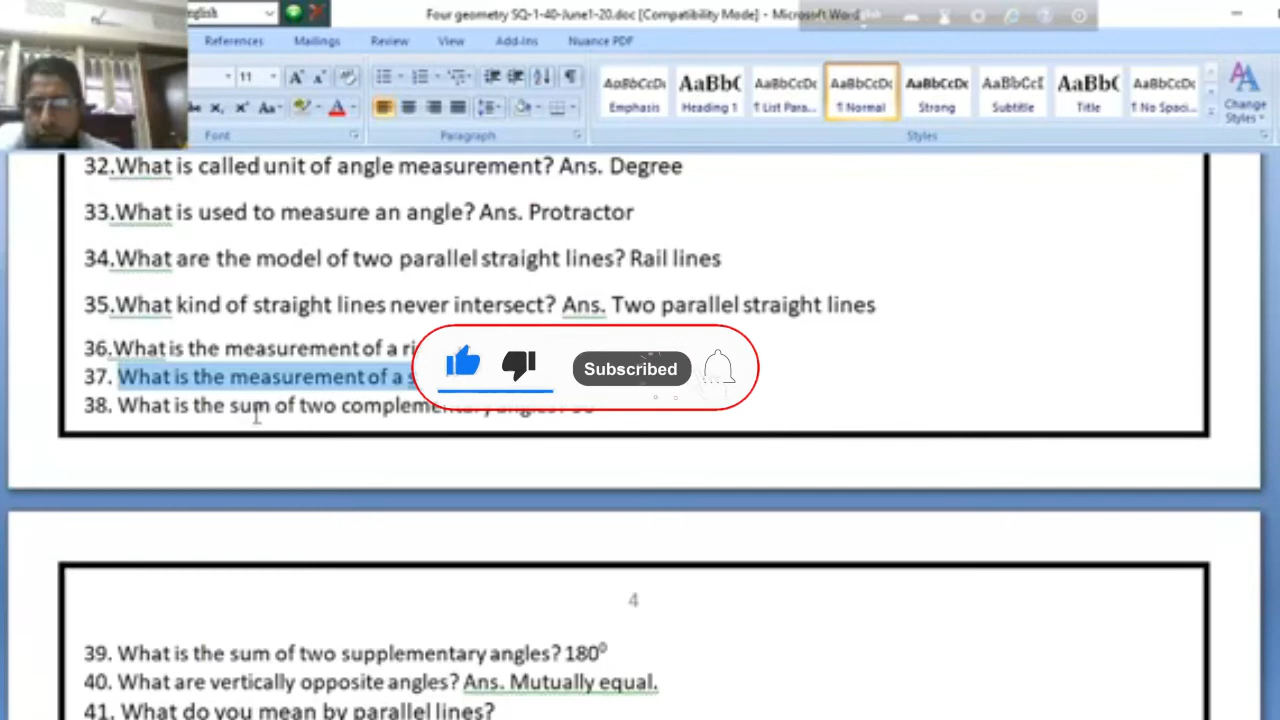 nglish
Four geometry SQ-1-40-June1-20.doc [Compatibility Mode] - Microsoft Word
References Mailings Review View Add-Ins Nuance PDF
11
AaBbCcDc AaBb( AaBbCcDc AaBbCcDc AaBbCcDc AaBbCcI AaBb( AaBbCcDc
Emphasis Heading 1 ¶ List Para... ¶ Normal Strong Subtitle Title ¶ No Spaci... Change Styles
Font Paragraph Styles
32.What is called unit of angle measurement? Ans. Degree
33.What is used to measure an angle? Ans. Protractor
34.What are the model of two parallel straight lines? Rail lines
35.What kind of straight lines never intersect? Ans. Two parallel straight lines
36.What is the measurement of a ri
37. What is the measurement of a s
Subscribed
38. What is the sum of two complementary angles?
4
39. What is the sum of two supplementary angles? 180⁰
40. What are vertically opposite angles? Ans. Mutually equal.
41. What do you mean by parallel lines?